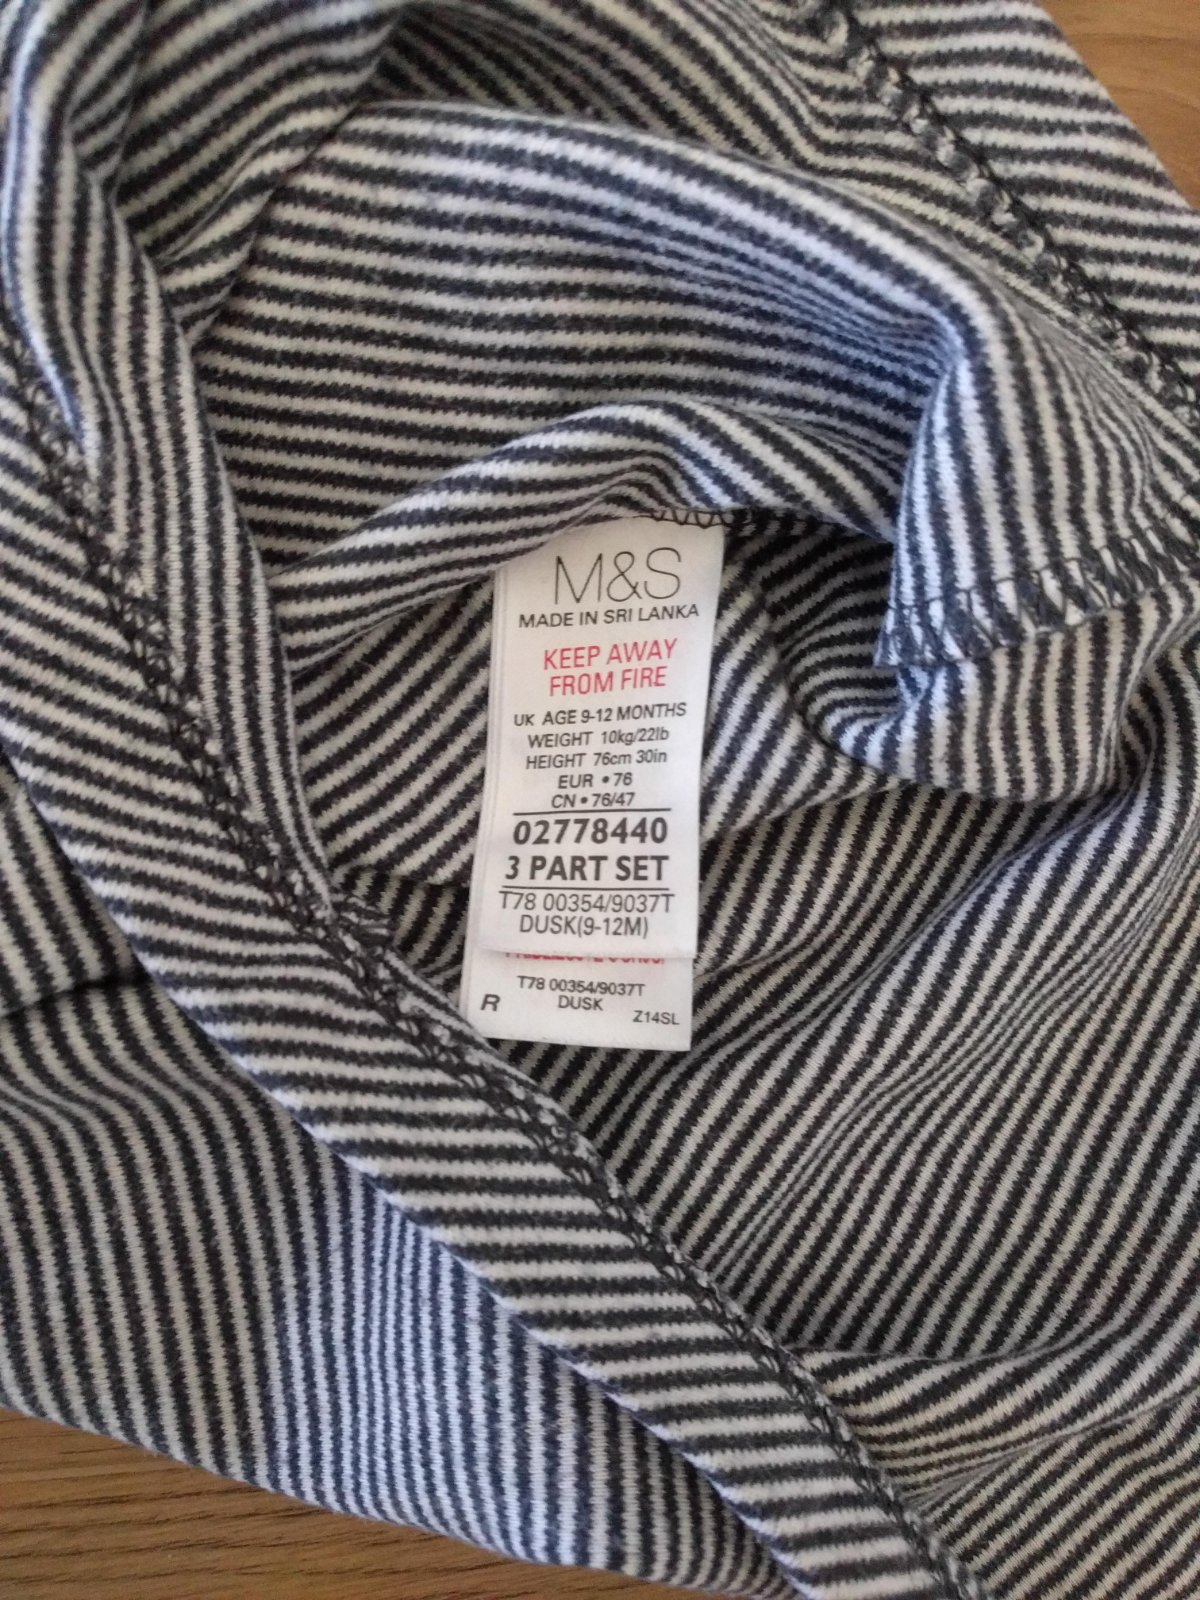 M&S
MADE IN SRI LANKA
KEEP AWAY
FROM FIRE
UK AGE 9-12 MONTHS
WEIGHT 10kg/22lb
HEIGHT 76cm 30in
EUR • 76
CN • 76/47
02778440
3 PART SET
T78 00354/9037T
DUSK(9-12M)
T78 00354/9037T
DUSK
R
Z14SL